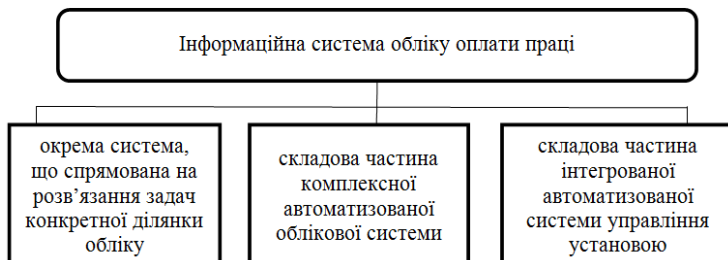 Інформаційна система обліку оплати праці
окрема система,
що спрямована на
розв’язання задач
конкретної ділянки
обліку
складова частина
комплексної
автоматизованої
облікової системи
складова частина
інтегрованої
автоматизованої
системи управління
установою